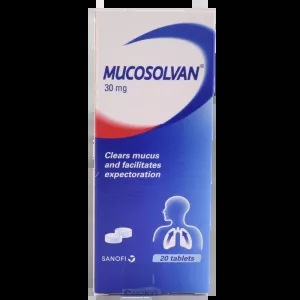 MUCOSOLVAN®
30 mg
Clears mucus
and facilitates
expectoration
20 tablets
SANOFI